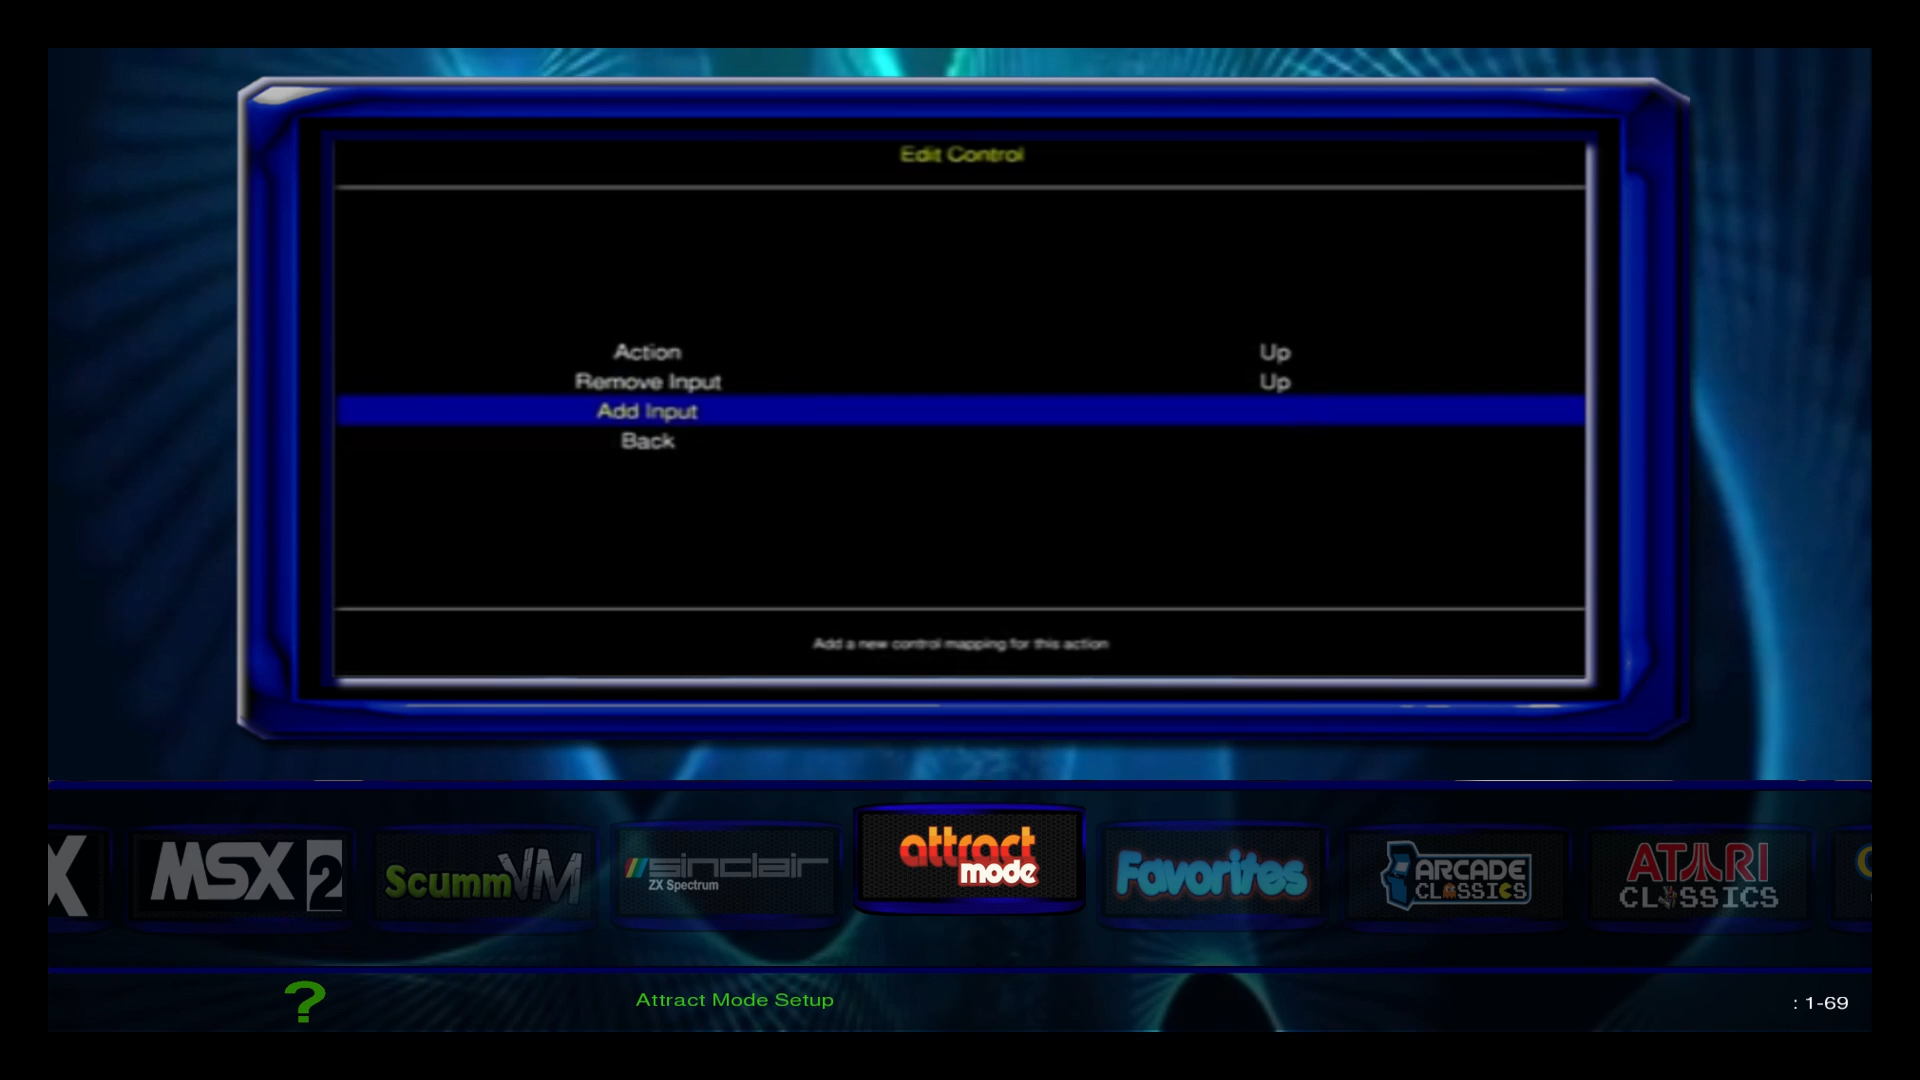 Edit Control
Action Up
Remove Input Up
Add Input
Back
Add a new control mapping for this action
X MSX 2 ScummVM sinclair ZX Spectrum attract mode Favorites ARCADE CLASSICS ATARI CLASSICS
? Attract Mode Setup : 1-69